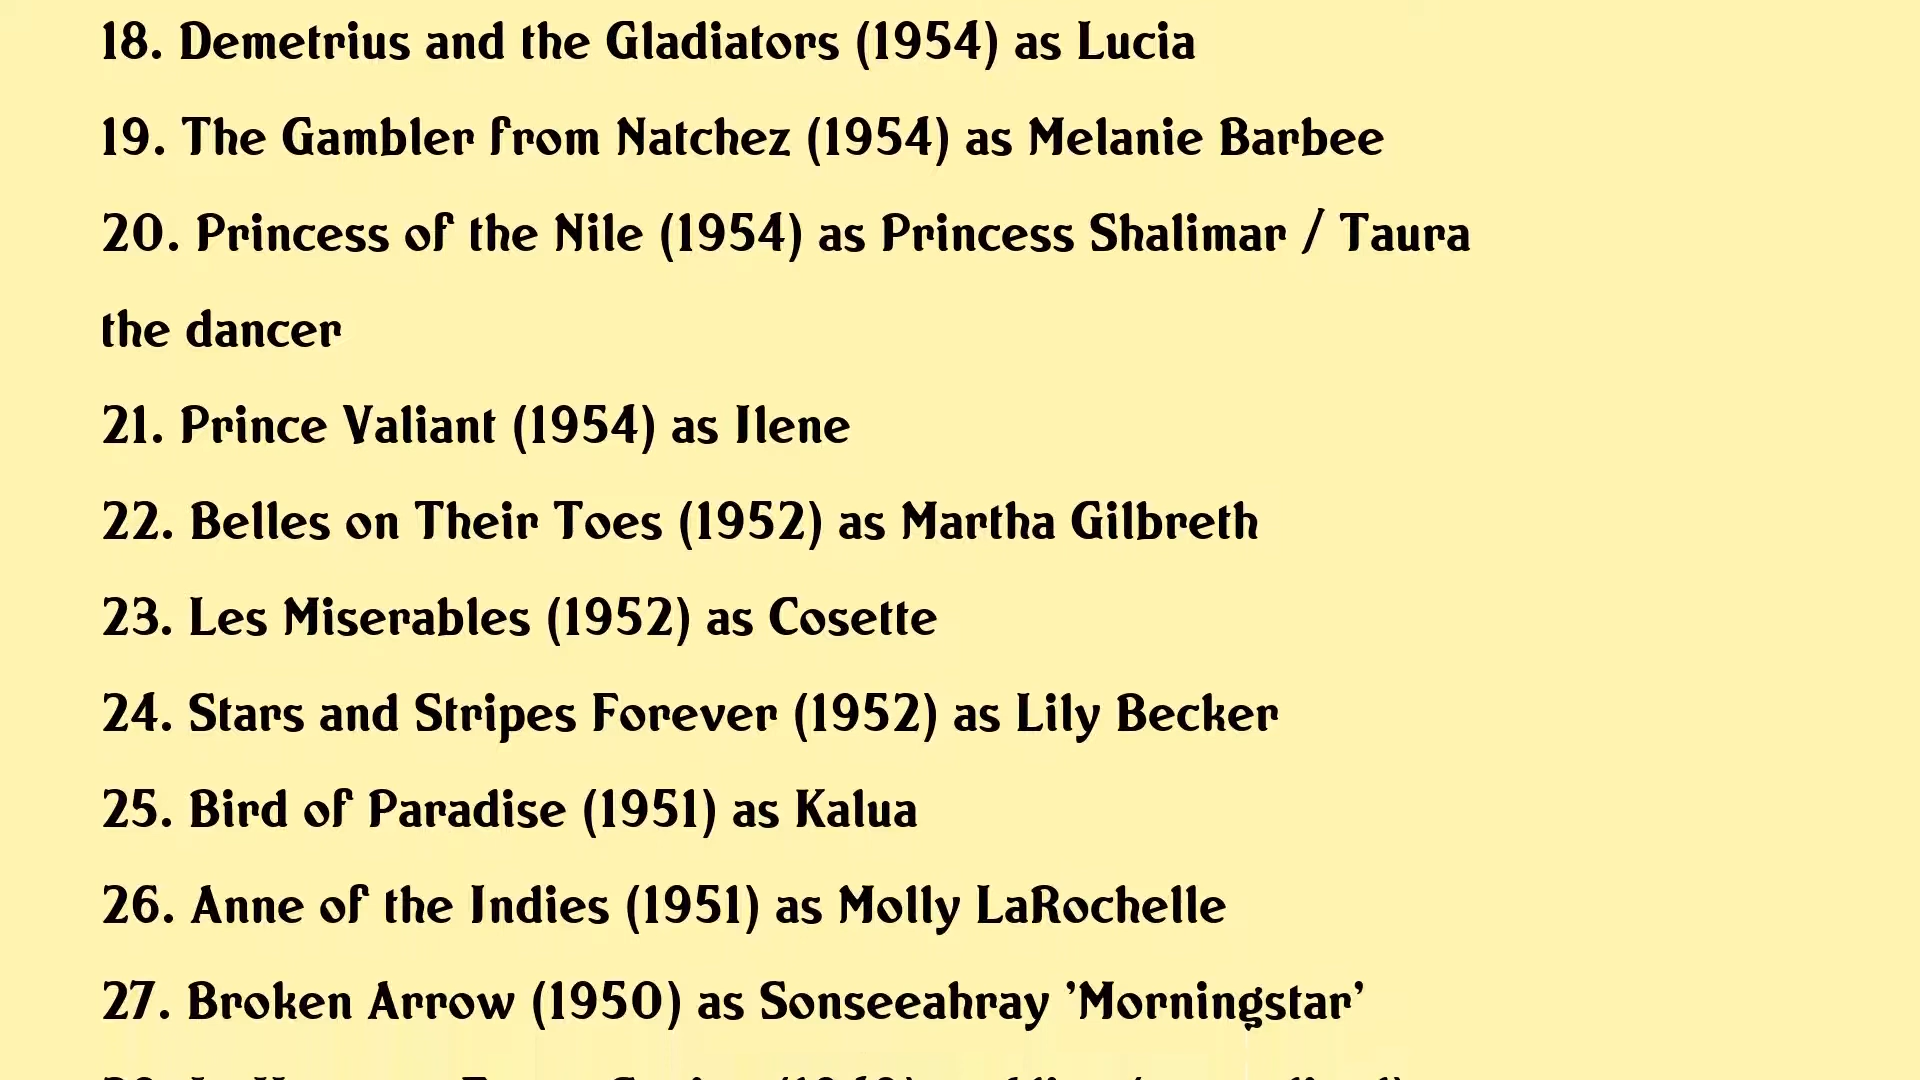 18. Demetrius and the Gladiators (1954) as Lucia
19. The Gambler from Natchez (1954) as Melanie Barbee
20. Princess of the Nile (1954) as Princess Shalimar / Taura
the dancer
21. Prince Valiant (1954) as Ilene
22. Belles on Their Toes (1952) as Martha Gilbreth
23. Les Miserables (1952) as Cosette
24. Stars and Stripes Forever (1952) as Lily Becker
25. Bird of Paradise (1951) as Kalua
26. Anne of the Indies (1951) as Molly LaRochelle
27. Broken Arrow (1950) as Sonseeahray 'Morningstar'